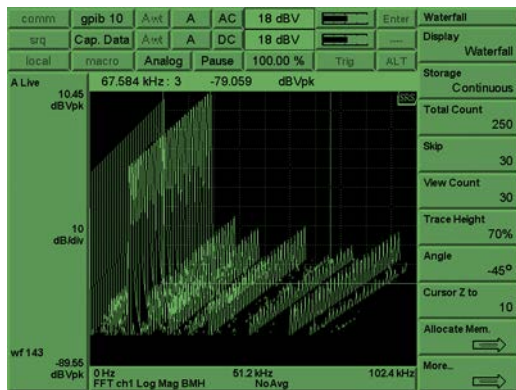 comm gpib 10 Awt A AC 18 dBV Enter
srq Cap. Data Awt A DC 18 dBV
local macro Analog Pause 100.00 % Trig ALT
A Live 67.584 kHz : 3 -79.059 dBVpk
10.45
dBVpk
SRS
10
dB/div
wf 143
-89.55
dBVpk
0 Hz 51.2 kHz 102.4 kHz
FFT ch1 Log Mag BMH NoAvg
Waterfall
Display
Waterfall
Storage
Continuous
Total Count
250
Skip
30
View Count
30
Trace Height
70%
Angle
-45º
Cursor Z to
10
Allocate Mem.
More...